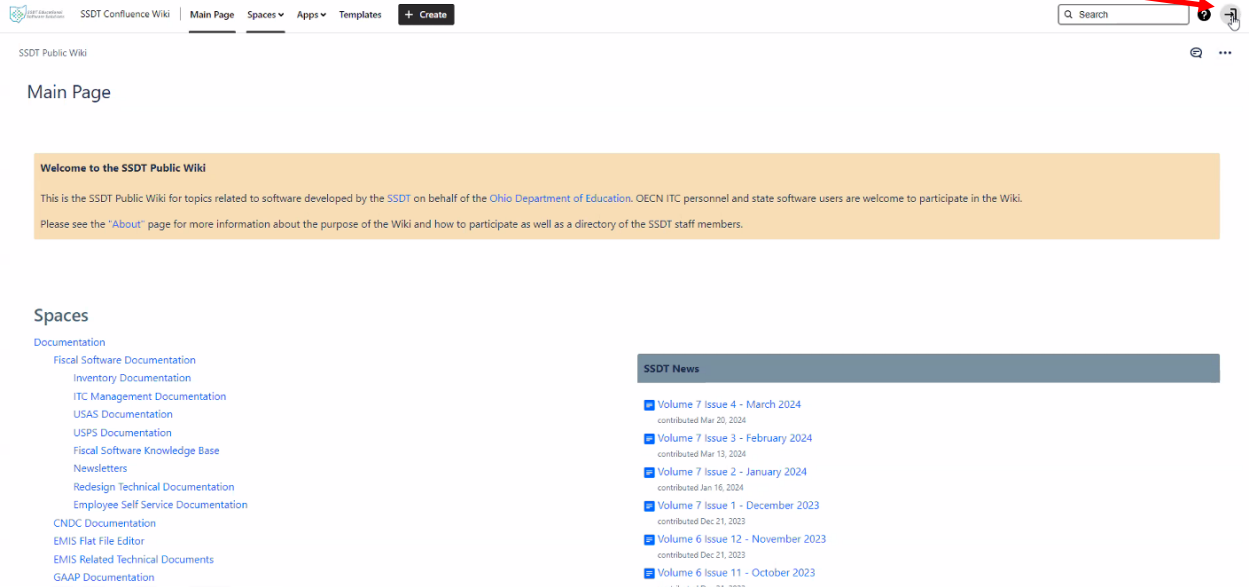 SSDT Educational
Software Solutions
SSDT Confluence Wiki
Main Page
Spaces
Apps
Templates
+ Create
Search
SSDT Public Wiki
Main Page
Welcome to the SSDT Public Wiki
This is the SSDT Public Wiki for topics related to software developed by the SSDT on behalf of the Ohio Department of Education. OECN ITC personnel and state software users are welcome to participate in the Wiki.
Please see the "About" page for more information about the purpose of the Wiki and how to participate as well as a directory of the SSDT staff members.
Spaces
Documentation
Fiscal Software Documentation
Inventory Documentation
ITC Management Documentation
USAS Documentation
USPS Documentation
Fiscal Software Knowledge Base
Newsletters
Redesign Technical Documentation
Employee Self Service Documentation
CNDC Documentation
EMIS Flat File Editor
EMIS Related Technical Documents
GAAP Documentation
SSDT News
Volume 7 Issue 4 - March 2024
contributed Mar 20, 2024
Volume 7 Issue 3 - February 2024
contributed Mar 13, 2024
Volume 7 Issue 2 - January 2024
contributed Jan 16, 2024
Volume 7 Issue 1 - December 2023
contributed Dec 21, 2023
Volume 6 Issue 12 - November 2023
contributed Dec 21, 2023
Volume 6 Issue 11 - October 2023